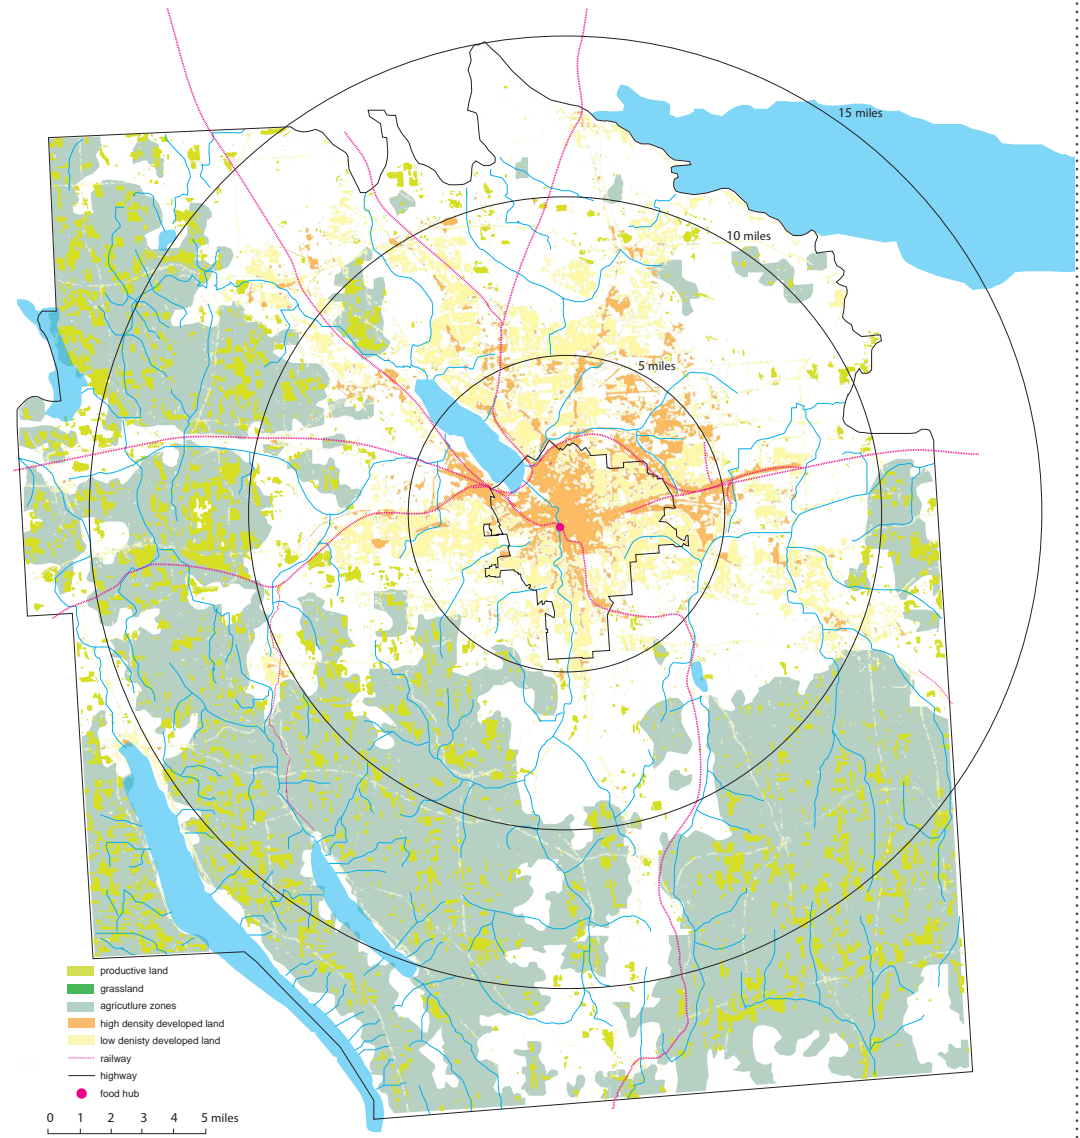 15 miles
10 miles
5 miles
productive land
grassland
agricutlure zones
high density developed land
low denisty developed land
railway
highway
food hub
0 1 2 3 4 5 miles